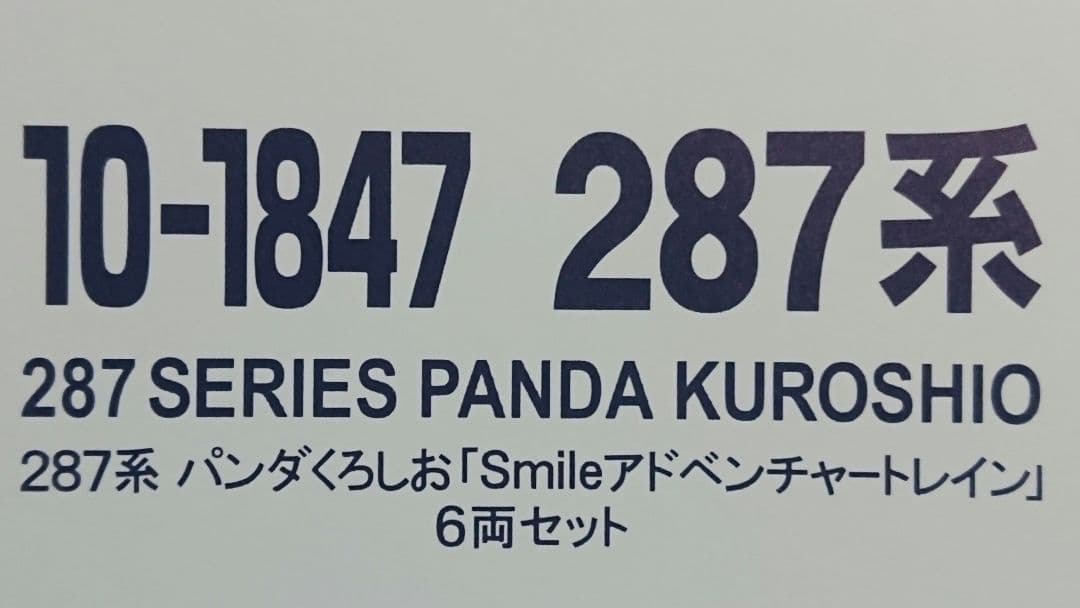 10-1847 287系
287 SERIES PANDA KUROSHIO
287系 パンダくろしお「Smileアドベンチャートレイン」
6両セット